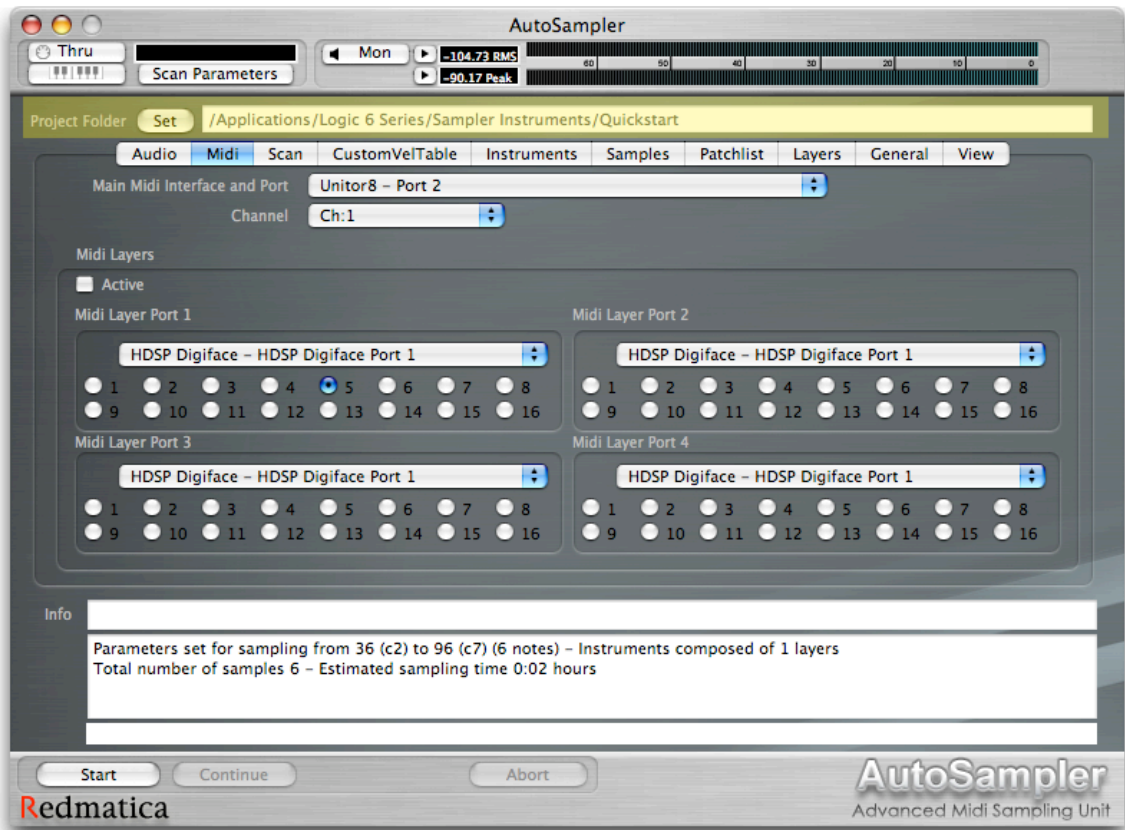 AutoSampler
Thru
Mon
-104.73 RMS
60 50 40 30 20 10 0
Scan Parameters
-90.17 Peak
Project Folder Set /Applications/Logic 6 Series/Sampler Instruments/Quickstart
Audio Midi Scan CustomVelTable Instruments Samples Patchlist Layers General View
Main Midi Interface and Port Unitor8 – Port 2
Channel Ch:1
Midi Layers
Active
Midi Layer Port 1
HDSP Digiface – HDSP Digiface Port 1
1 2 3 4 5 6 7 8
9 10 11 12 13 14 15 16
Midi Layer Port 2
HDSP Digiface – HDSP Digiface Port 1
1 2 3 4 5 6 7 8
9 10 11 12 13 14 15 16
Midi Layer Port 3
HDSP Digiface – HDSP Digiface Port 1
1 2 3 4 5 6 7 8
9 10 11 12 13 14 15 16
Midi Layer Port 4
HDSP Digiface – HDSP Digiface Port 1
1 2 3 4 5 6 7 8
9 10 11 12 13 14 15 16
Info
Parameters set for sampling from 36 (c2) to 96 (c7) (6 notes) – Instruments composed of 1 layers
Total number of samples 6 – Estimated sampling time 0:02 hours
Start Continue Abort
AutoSampler
Redmatica
Advanced Midi Sampling Unit